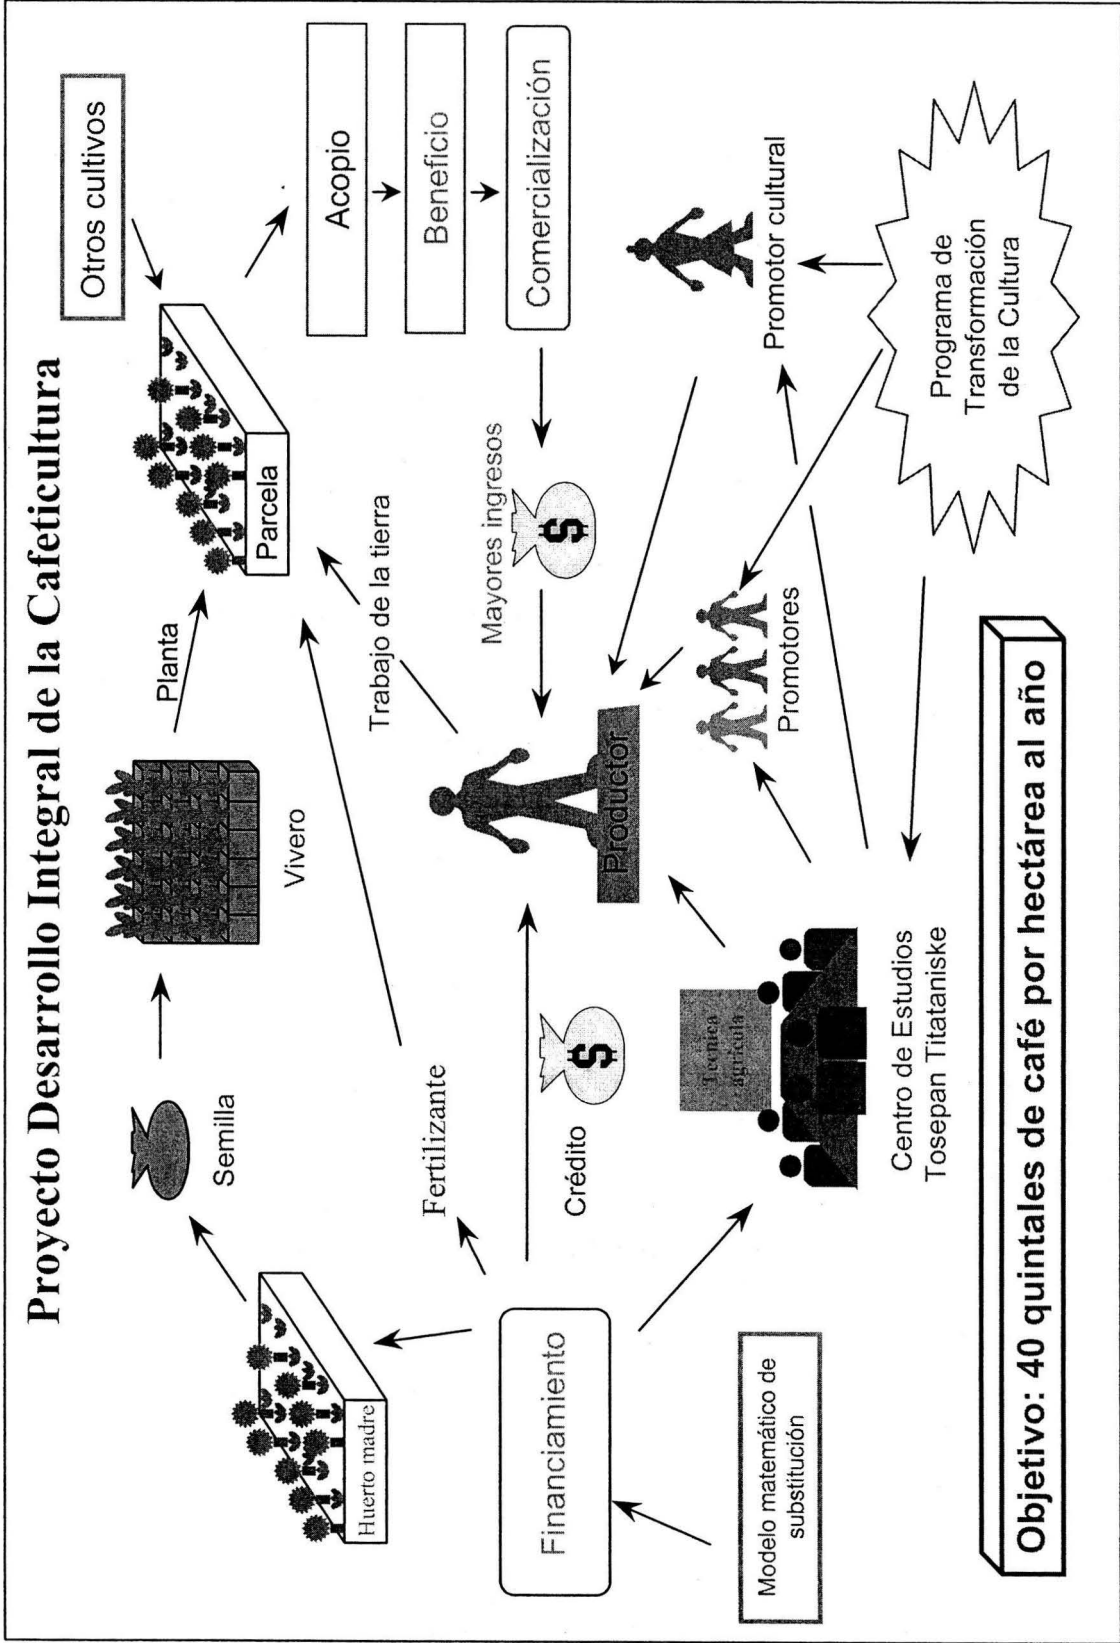 Proyecto Desarrollo Integral de la Cafeticultura
Semilla
Vivero
Planta
Otros cultivos
Parcela
Huerto madre
Fertilizante
Trabajo de la tierra
Acopio
Beneficio
Comercialización
Mayores ingresos
$
Financiamiento
Crédito
$
Productor
Modelo matemático de
substitución
Tecnica
agrícula
Centro de Estudios
Tosepan Titataniske
Promotores
Promotor cultural
Programa de
Transformación
de la Cultura
Objetivo: 40 quintales de café por hectárea al año